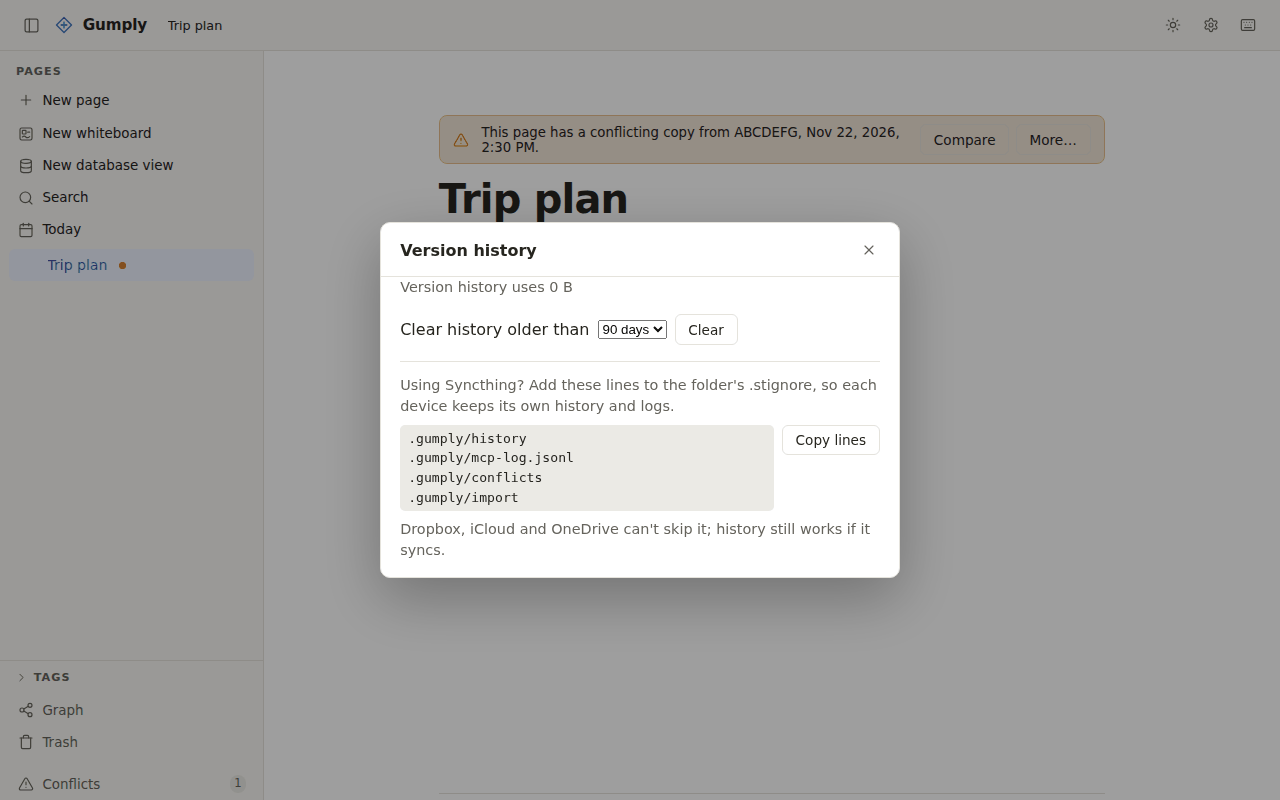 Gumply
Trip plan
PAGES
New page
New whiteboard
New database view
Search
Today
Trip plan
TAGS
Graph
Trash
Conflicts
1
This page has a conflicting copy from ABCDEFG, Nov 22, 2026,
2:30 PM.
Compare
More…
Trip plan
Version history
Version history uses 0 B
Clear history older than
90 days
Clear
Using Syncthing? Add these lines to the folder's .stignore, so each
device keeps its own history and logs.
.gumply/history
.gumply/mcp-log.jsonl
.gumply/conflicts
.gumply/import
Copy lines
Dropbox, iCloud and OneDrive can't skip it; history still works if it
syncs.